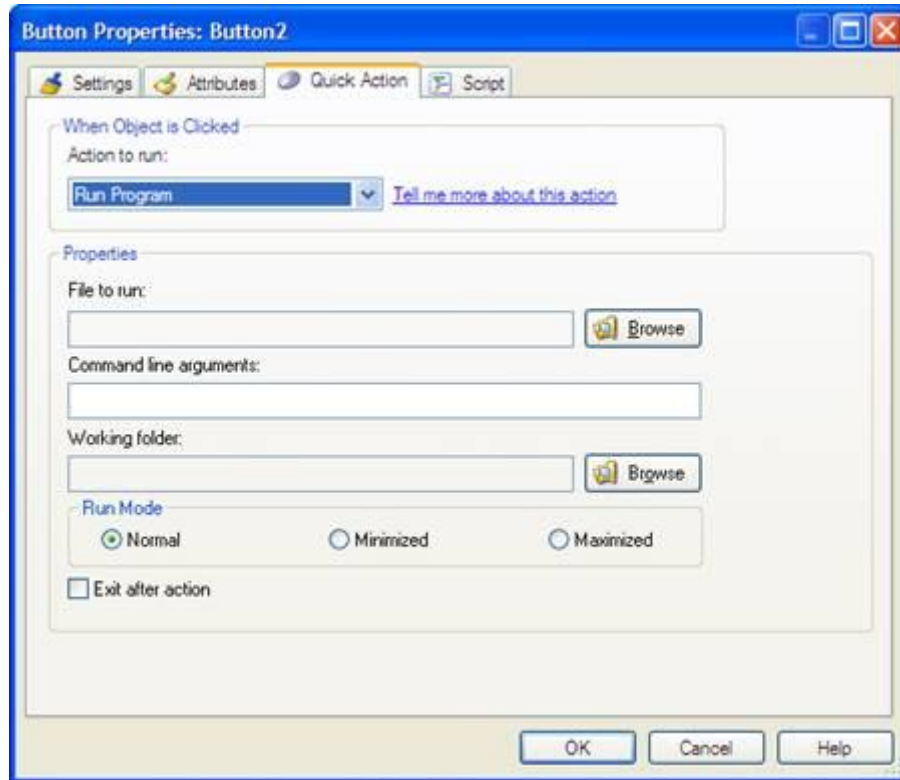 Button Properties: Button2
Settings Attributes Quick Action Script
When Object is Clicked
Action to run:
Run Program Tell me more about this action
Properties
File to run:
Browse
Command line arguments:
Working folder:
Browse
Run Mode
Normal Minimized Maximized
Exit after action
OK Cancel Help